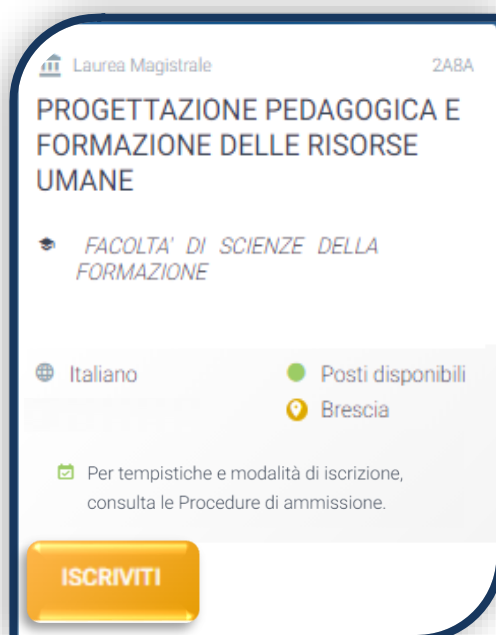 Laurea Magistrale 2A8A
PROGETTAZIONE PEDAGOGICA E
FORMAZIONE DELLE RISORSE
UMANE
FACOLTA' DI SCIENZE DELLA
FORMAZIONE
Italiano Posti disponibili
Brescia
Per tempistiche e modalità di iscrizione,
consulta le Procedure di ammissione.
ISCRIVITI